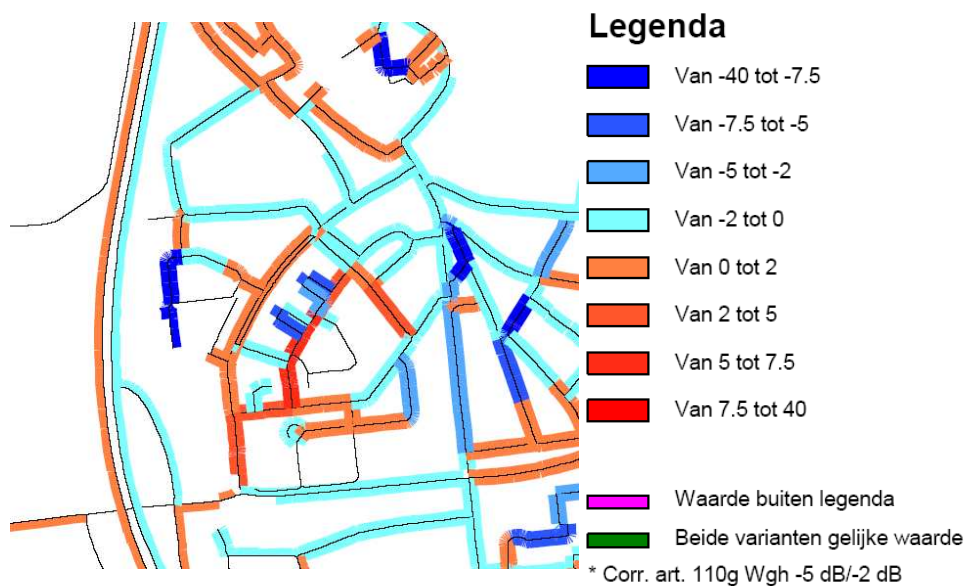 Legenda
Van -40 tot -7.5
Van -7.5 tot -5
Van -5 tot -2
Van -2 tot 0
Van 0 tot 2
Van 2 tot 5
Van 5 tot 7.5
Van 7.5 tot 40
Waarde buiten legenda
Beide varianten gelijke waarde
* Corr. art. 110g Wgh -5 dB/-2 dB